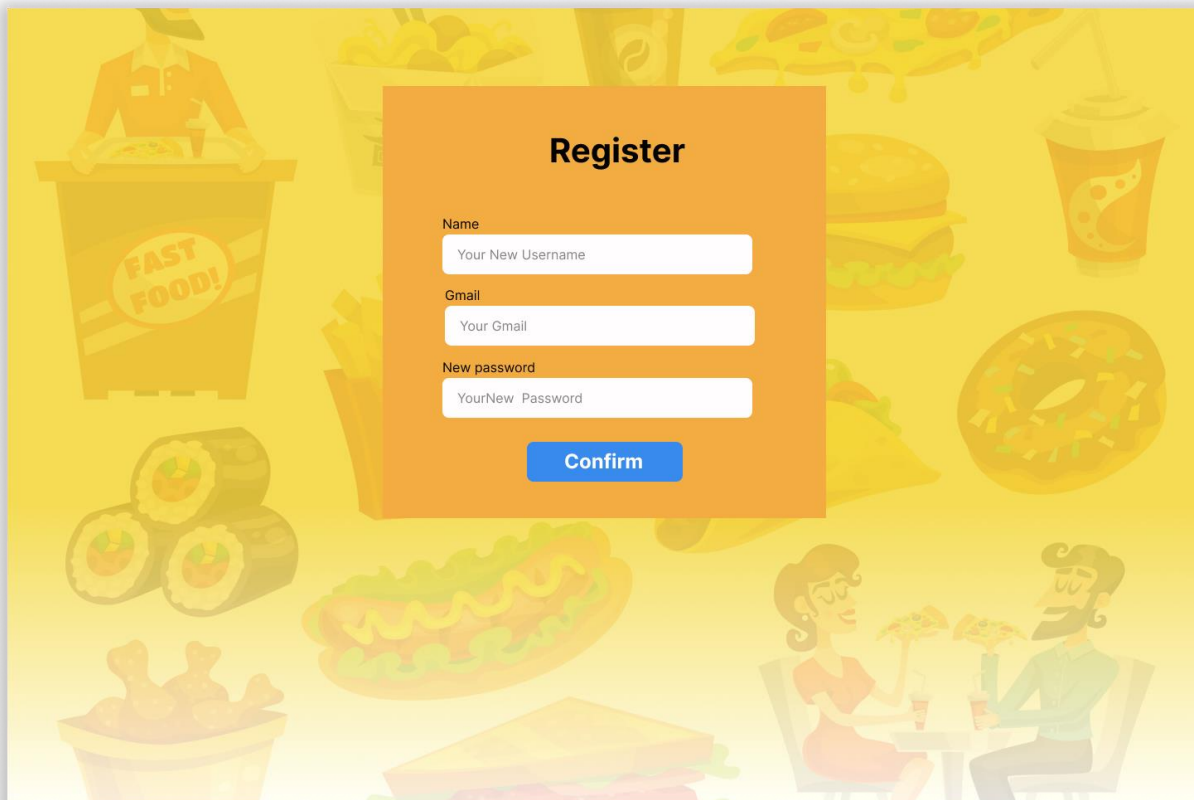 FAST
FOOD!
Register
Name
Your New Username
Gmail
Your Gmail
New password
YourNew  Password
Confirm